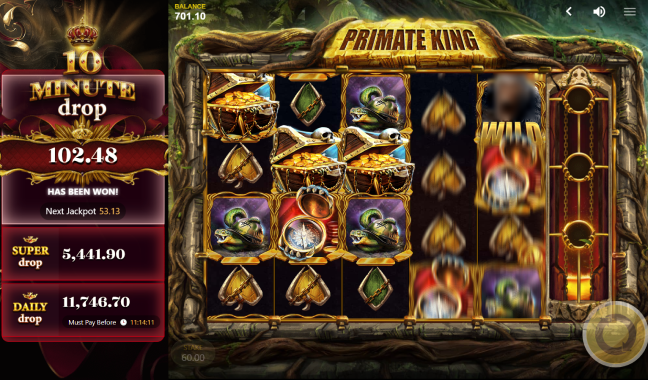 BALANCE
701.10
PRIMATE KING
10
MINUTE
drop
102.48
HAS BEEN WON!
Next Jackpot 53.13
SUPER
drop
5,441.90
DAILY
drop
11,746.70
Must Pay Before 11:14:11
WILD
STAKE
60.00